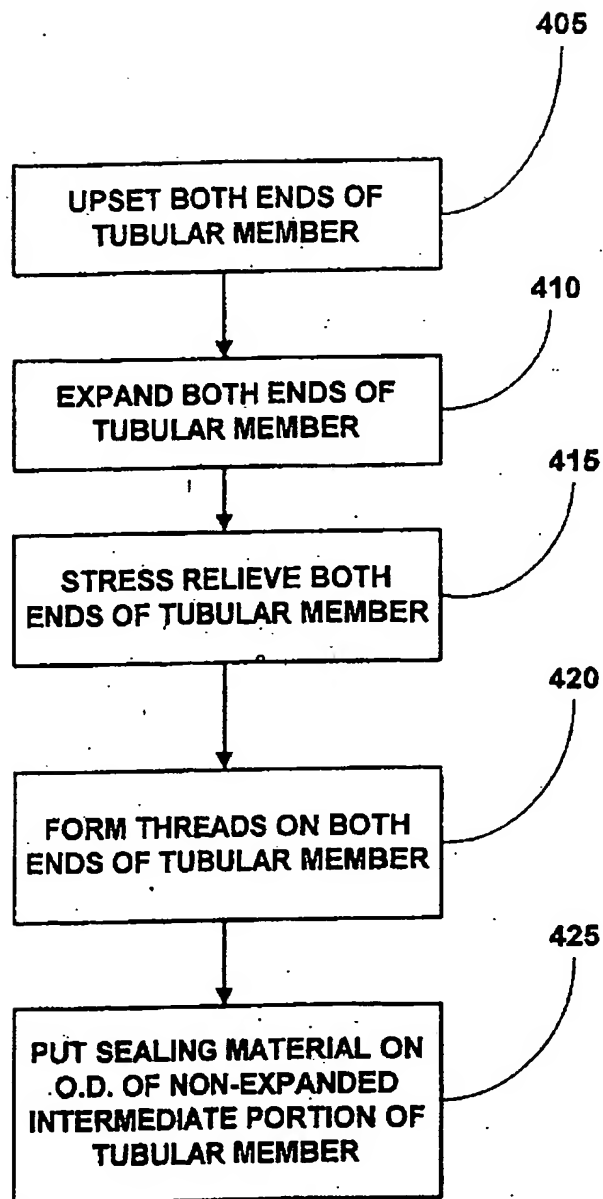 405
UPSET BOTH ENDS OF
TUBULAR MEMBER
410
EXPAND BOTH ENDS OF
TUBULAR MEMBER
415
STRESS RELIEVE BOTH
ENDS OF TUBULAR MEMBER
420
FORM THREADS ON BOTH
ENDS OF TUBULAR MEMBER
425
PUT SEALING MATERIAL ON
O.D. OF NON-EXPANDED
INTERMEDIATE PORTION OF
TUBULAR MEMBER